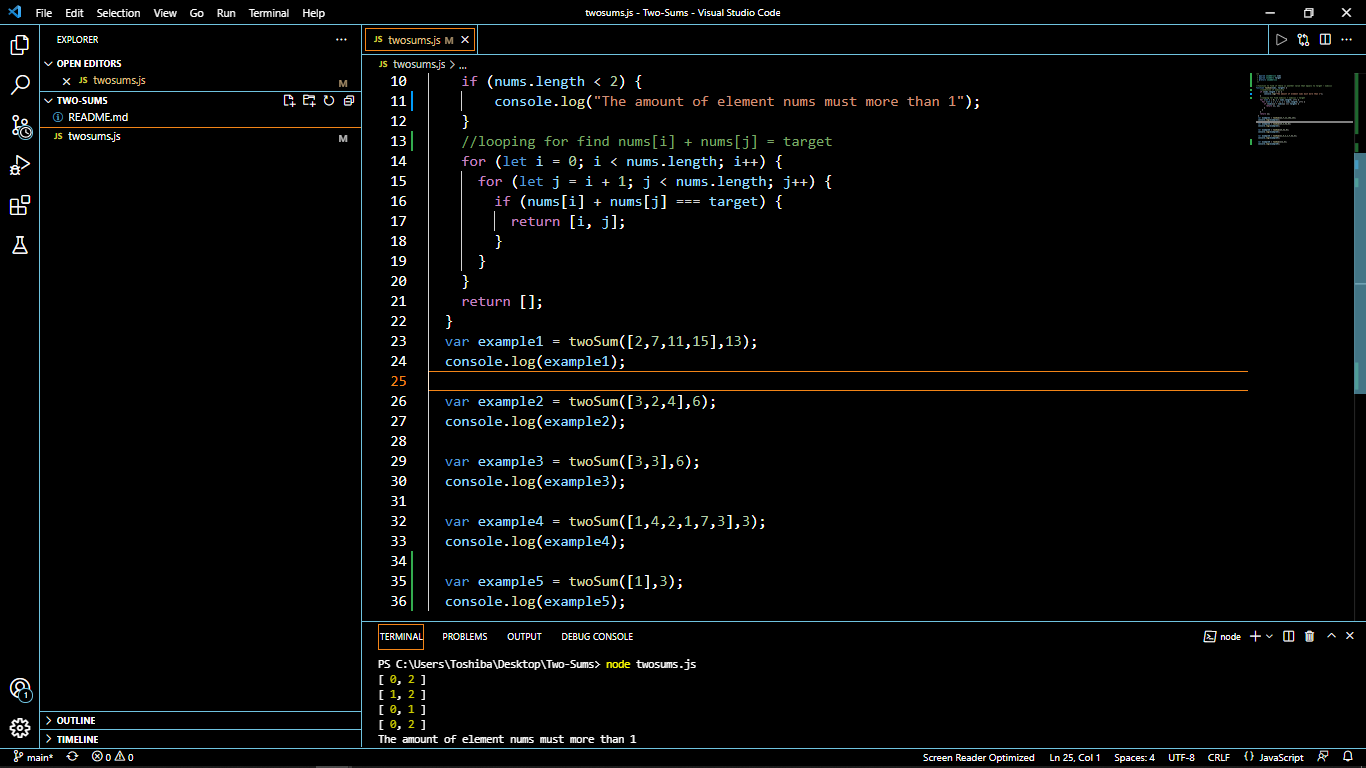 File Edit Selection View Go Run Terminal Help
twosums.js - Two-Sums - Visual Studio Code
EXPLORER
OPEN EDITORS
JS twosums.js M
TWO-SUMS
README.md
JS twosums.js M
OUTLINE
TIMELINE
JS twosums.js M
JS twosums.js > ...
10 if (nums.length < 2) {
11 console.log("The amount of element nums must more than 1");
12 }
13 //looping for find nums[i] + nums[j] = target
14 for (let i = 0; i < nums.length; i++) {
15 for (let j = i + 1; j < nums.length; j++) {
16 if (nums[i] + nums[j] === target) {
17 return [i, j];
18 }
19 }
20 }
21 return [];
22 }
23 var example1 = twoSum([2,7,11,15],13);
24 console.log(example1);
25
26 var example2 = twoSum([3,2,4],6);
27 console.log(example2);
28
29 var example3 = twoSum([3,3],6);
30 console.log(example3);
31
32 var example4 = twoSum([1,4,2,1,7,3],3);
33 console.log(example4);
34
35 var example5 = twoSum([1],3);
36 console.log(example5);
TERMINAL PROBLEMS OUTPUT DEBUG CONSOLE
node
PS C:\Users\Toshiba\Desktop\Two-Sums> node twosums.js
[ 0, 2 ]
[ 1, 2 ]
[ 0, 1 ]
[ 0, 2 ]
The amount of element nums must more than 1
1
main* 0 0
Screen Reader Optimized Ln 25, Col 1 Spaces: 4 UTF-8 CRLF {} JavaScript